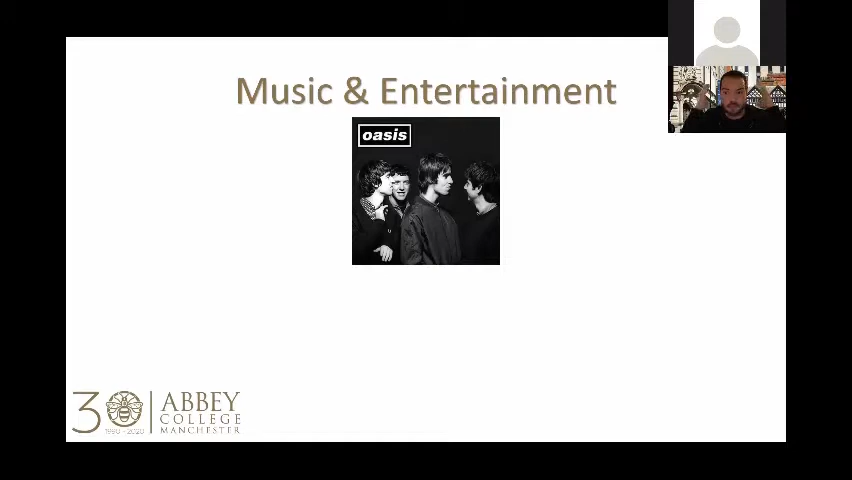 Music & Entertainment
oasis
30
1990 - 2020
ABBEY
COLLEGE
MANCHESTER